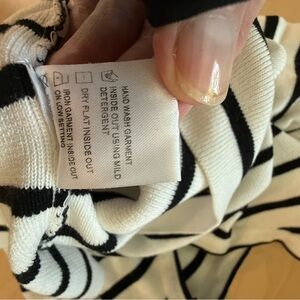 HAND WASH GARMENT
INSIDE OUT USING MILD
DETERGENT
DRY FLAT INSIDE OUT
IRON GARMENT INSIDE OUT
ON LOW SETTING